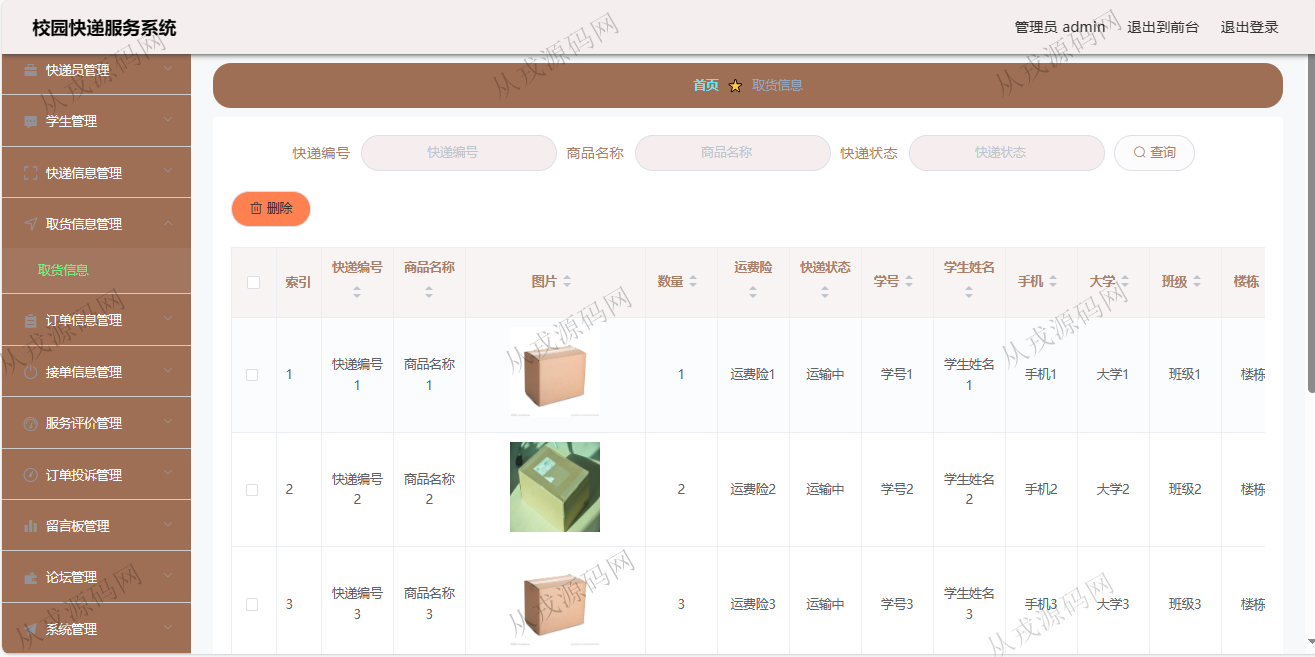 校园快递服务系统
管理员 admin 退出到前台 退出登录
快递员管理
学生管理
快递信息管理
取货信息管理
取货信息
订单信息管理
接单信息管理
服务评价管理
订单投诉管理
留言板管理
论坛管理
系统管理
首页 取货信息
快递编号 快递编号 商品名称 商品名称 快递状态 快递状态 查询
删除
索引 快递编号 商品名称 图片 数量 运费险 快递状态 学号 学生姓名 手机 大学 班级 楼栋
1 快递编号1 商品名称1 1 运费险1 运输中 学号1 学生姓名1 手机1 大学1 班级1 楼栋
2 快递编号2 商品名称2 2 运费险2 运输中 学号2 学生姓名2 手机2 大学2 班级2 楼栋
3 快递编号3 商品名称3 3 运费险3 运输中 学号3 学生姓名3 手机3 大学3 班级3 楼栋
从戎源码网
从戎源码网
从戎源码网
从戎源码网
从戎源码网
从戎源码网
从戎源码网
从戎源码网
从戎源码网